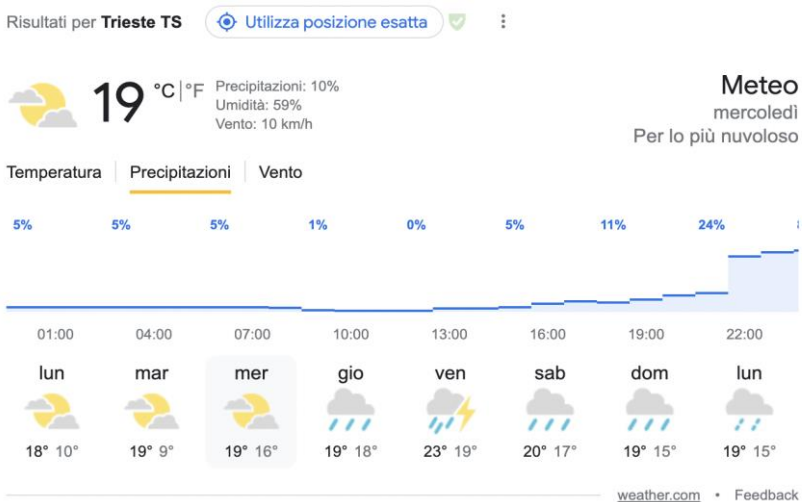 Risultati per Trieste TS
Utilizza posizione esatta
19 °C | °F
Precipitazioni: 10%
Umidità: 59%
Vento: 10 km/h
Meteo
mercoledì
Per lo più nuvoloso
Temperatura | Precipitazioni | Vento
5% 5% 5% 1% 0% 5% 11% 24%
01:00 04:00 07:00 10:00 13:00 16:00 19:00 22:00
lun mar mer gio ven sab dom lun
18° 10° 19° 9° 19° 16° 19° 18° 23° 19° 20° 17° 19° 15° 19° 15°
weather.com • Feedback